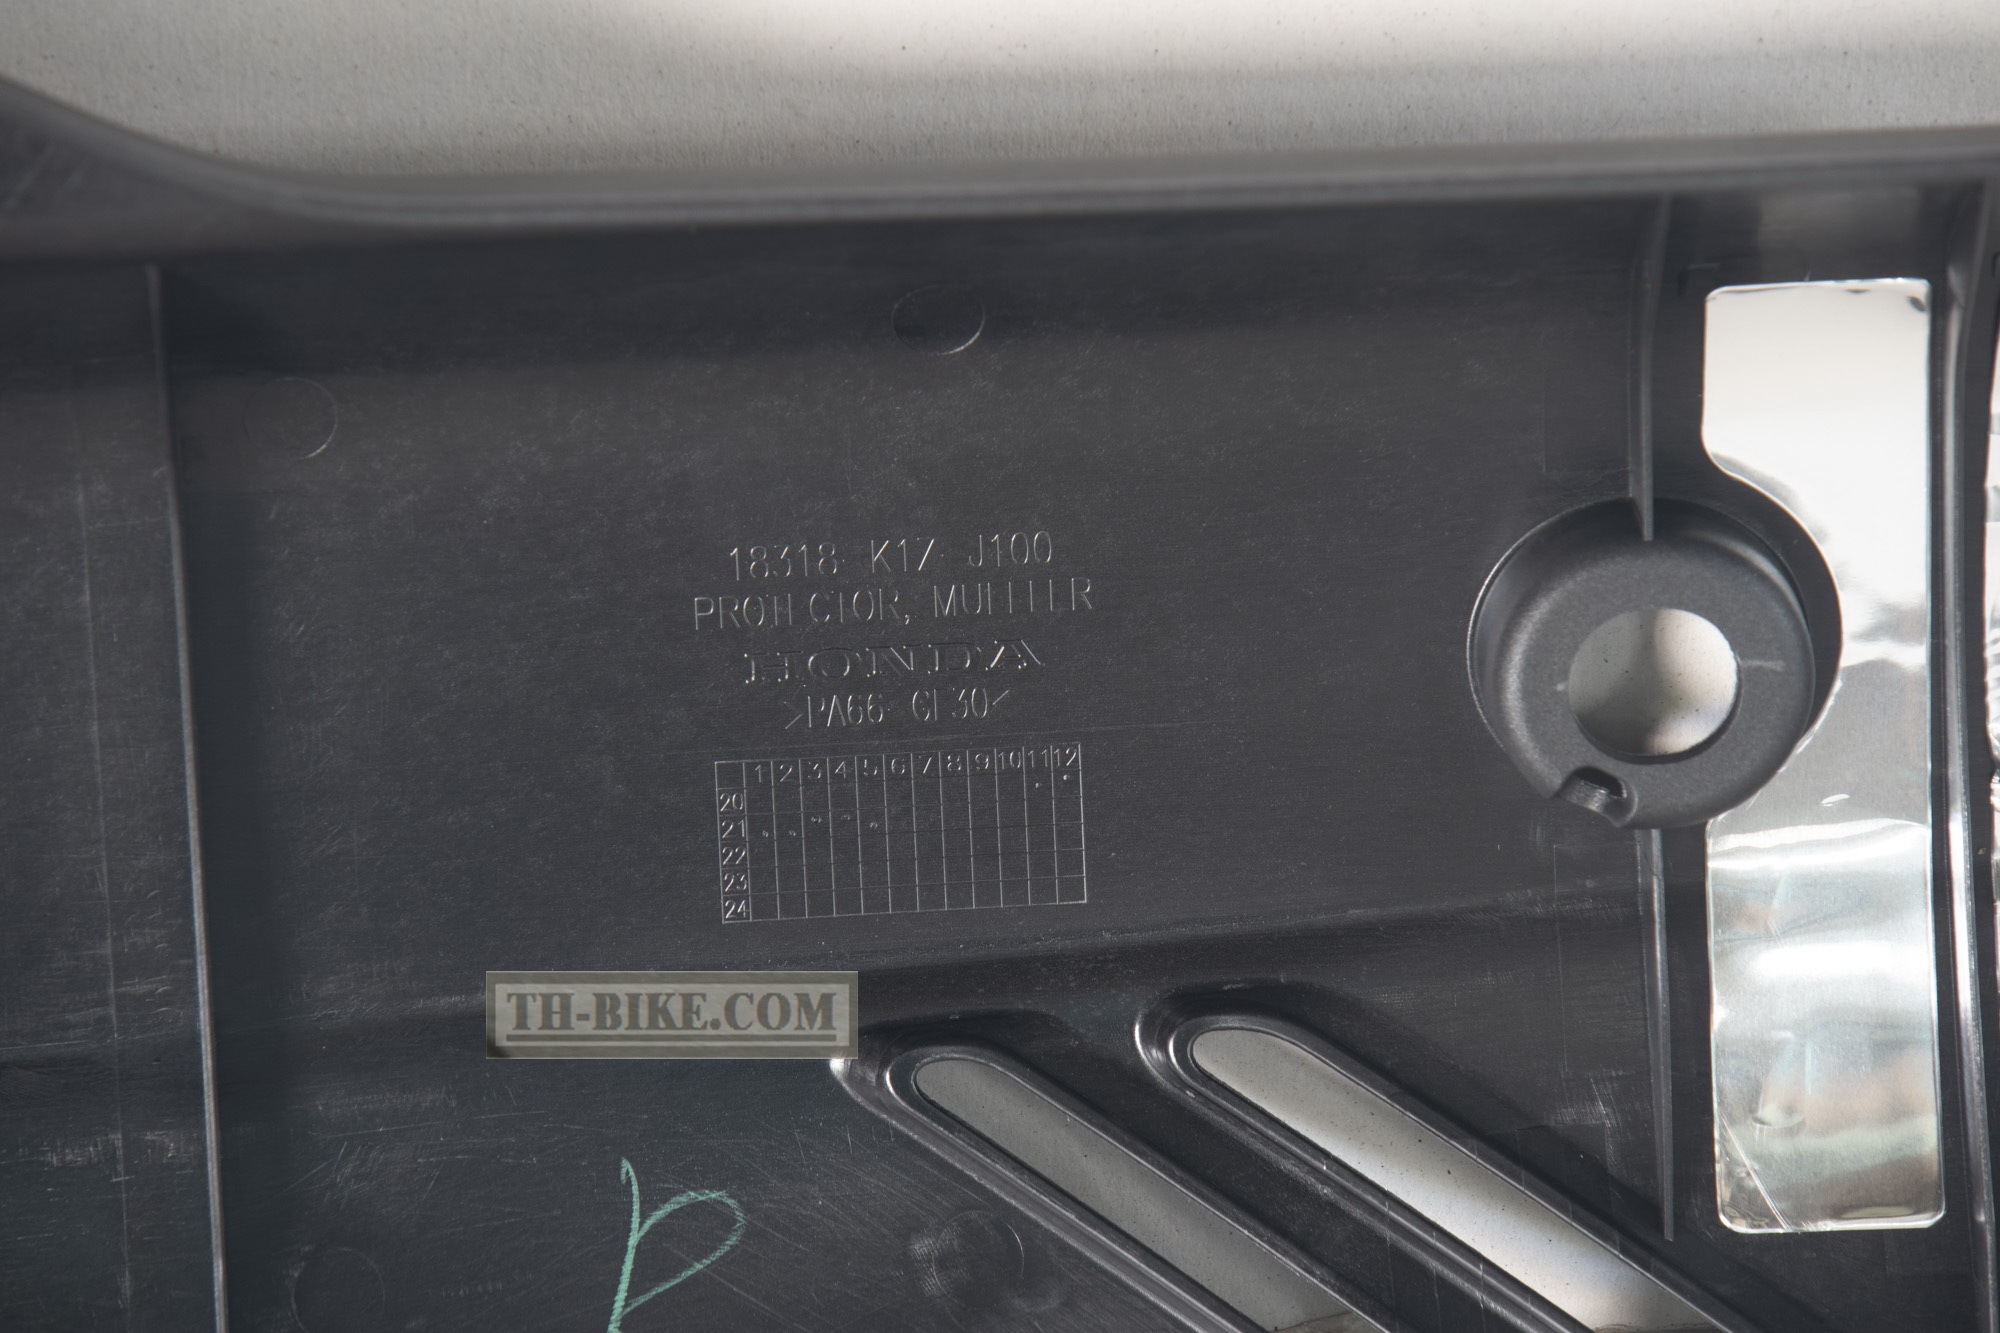 18318-K1Z-J100
PROTECTOR, MUFFLER
HONDA
>PA66-GF30<
1 2 3 4 5 6 7 8 9 10 11 12
20
21
22
23
24
TH-BIKE.COM